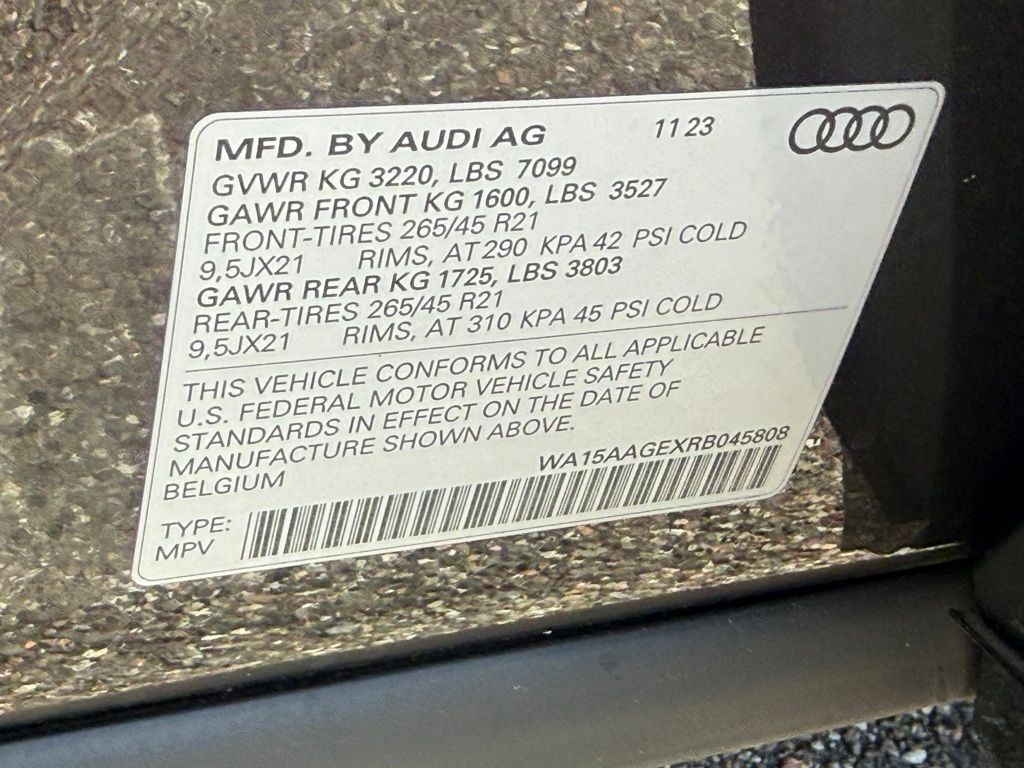 MFD. BY AUDI AG 11 23
GVWR KG 3220, LBS 7099
GAWR FRONT KG 1600, LBS 3527
FRONT-TIRES 265/45 R21
9,5JX21 RIMS, AT 290 KPA 42 PSI COLD
GAWR REAR KG 1725, LBS 3803
REAR-TIRES 265/45 R21
9,5JX21 RIMS, AT 310 KPA 45 PSI COLD
THIS VEHICLE CONFORMS TO ALL APPLICABLE
U.S. FEDERAL MOTOR VEHICLE SAFETY
STANDARDS IN EFFECT ON THE DATE OF
MANUFACTURE SHOWN ABOVE.
BELGIUM WA15AAGEXRB045808
TYPE:
MPV